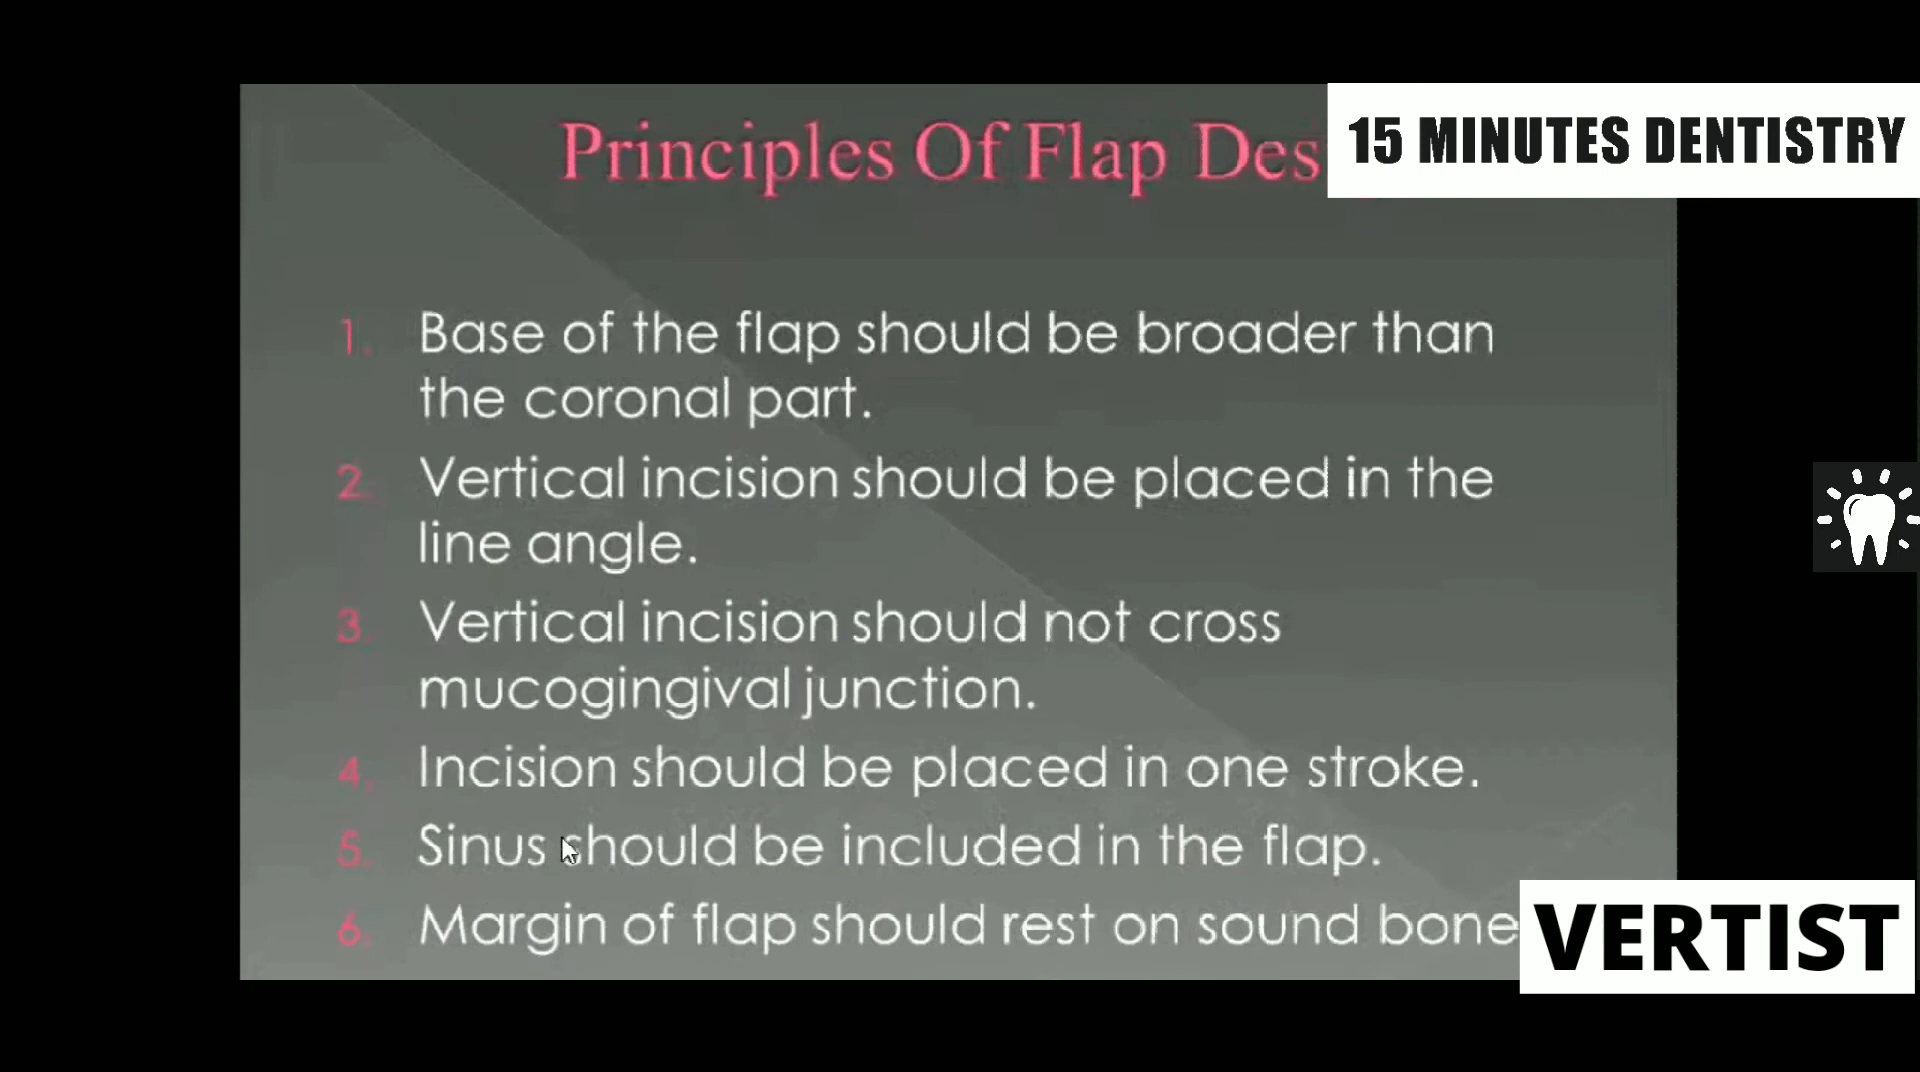 15 MINUTES DENTISTRY
Principles Of Flap Des
1. Base of the flap should be broader than
the coronal part.
2. Vertical incision should be placed in the
line angle.
3. Vertical incision should not cross
mucogingival junction.
4. Incision should be placed in one stroke.
5. Sinus should be included in the flap.
6. Margin of flap should rest on sound bone
VERTIST